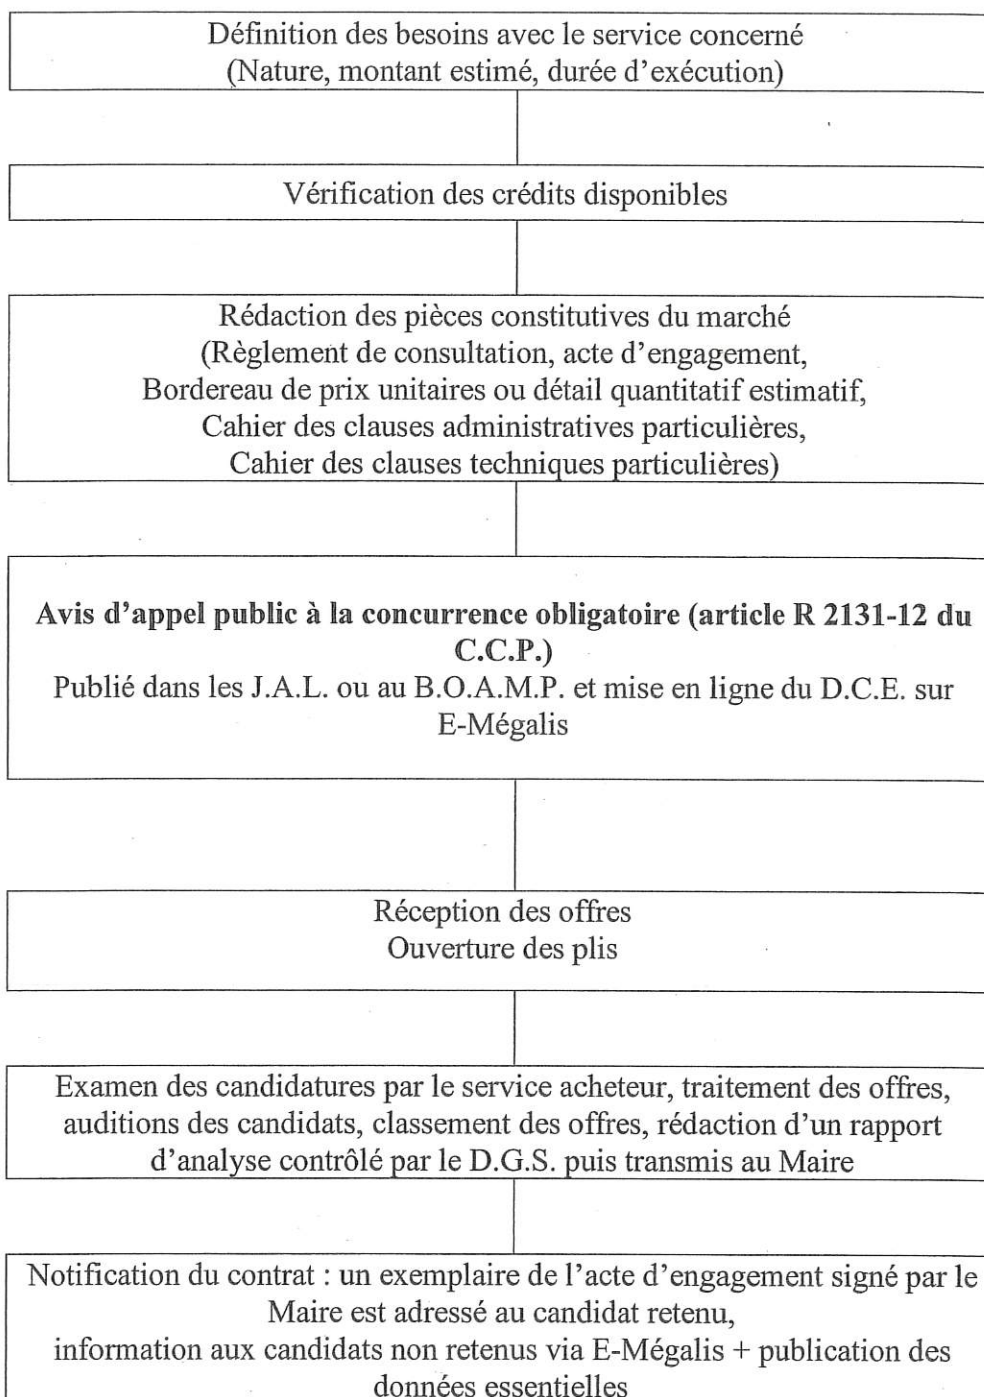 Définition des besoins avec le service concerné
(Nature, montant estimé, durée d'exécution)
Vérification des crédits disponibles
Rédaction des pièces constitutives du marché
(Règlement de consultation, acte d'engagement,
Bordereau de prix unitaires ou détail quantitatif estimatif,
Cahier des clauses administratives particulières,
Cahier des clauses techniques particulières)
Avis d'appel public à la concurrence obligatoire (article R 2131-12 du
C.C.P.)
Publié dans les J.A.L. ou au B.O.A.M.P. et mise en ligne du D.C.E. sur
E-Mégalis
Réception des offres
Ouverture des plis
Examen des candidatures par le service acheteur, traitement des offres,
auditions des candidats, classement des offres, rédaction d'un rapport
d'analyse contrôlé par le D.G.S. puis transmis au Maire
Notification du contrat : un exemplaire de l'acte d'engagement signé par le
Maire est adressé au candidat retenu,
information aux candidats non retenus via E-Mégalis + publication des
données essentielles